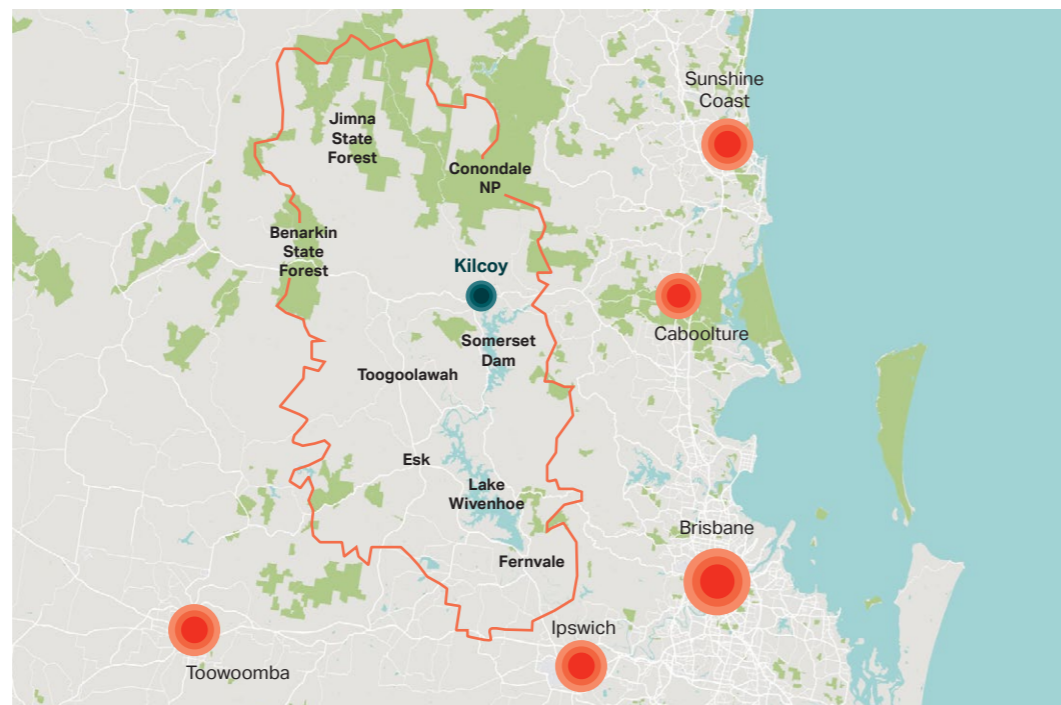 Sunshine
Coast
Jimna
State
Forest
Conondale
NP
Benarkin
State
Forest
Kilcoy
Somerset
Dam
Caboolture
Toogoolawah
Esk
Lake
Wivenhoe
Brisbane
Fernvale
Ipswich
Toowoomba